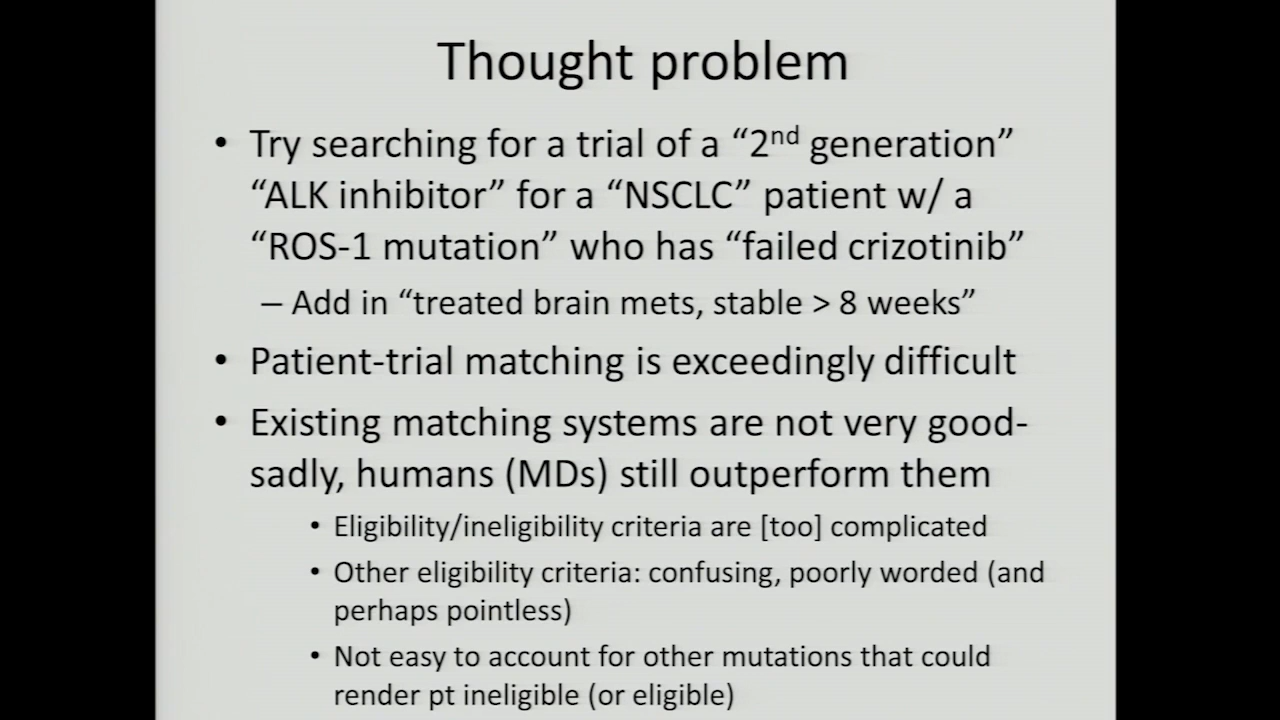 Thought problem
• Try searching for a trial of a “2nd generation”
“ALK inhibitor” for a “NSCLC” patient w/ a
“ROS-1 mutation” who has “failed crizotinib”
– Add in “treated brain mets, stable > 8 weeks”
• Patient-trial matching is exceedingly difficult
• Existing matching systems are not very good-
sadly, humans (MDs) still outperform them
• Eligibility/ineligibility criteria are [too] complicated
• Other eligibility criteria: confusing, poorly worded (and
perhaps pointless)
• Not easy to account for other mutations that could
render pt ineligible (or eligible)